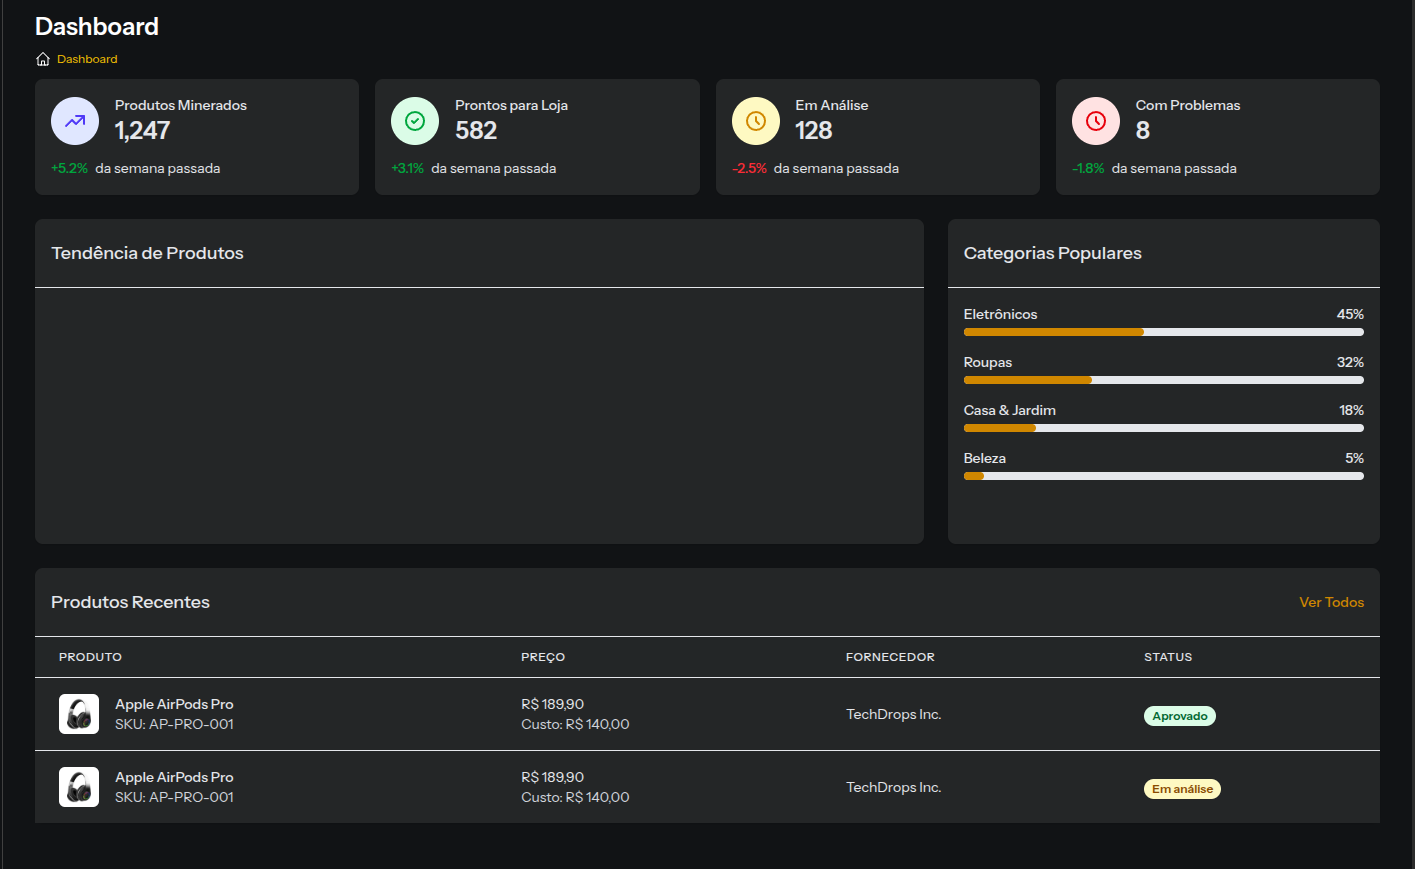 Dashboard
Dashboard
Produtos Minerados
1,247
+5.2% da semana passada
Prontos para Loja
582
+3.1% da semana passada
Em Análise
128
-2.5% da semana passada
Com Problemas
8
-1.8% da semana passada
Tendência de Produtos
Categorias Populares
Eletrônicos 45%
Roupas 32%
Casa & Jardim 18%
Beleza 5%
Produtos Recentes Ver Todos
PRODUTO PREÇO FORNECEDOR STATUS
Apple AirPods Pro R$ 189,90
SKU: AP-PRO-001 Custo: R$ 140,00 TechDrops Inc. Aprovado
Apple AirPods Pro R$ 189,90
SKU: AP-PRO-001 Custo: R$ 140,00 TechDrops Inc. Em análise